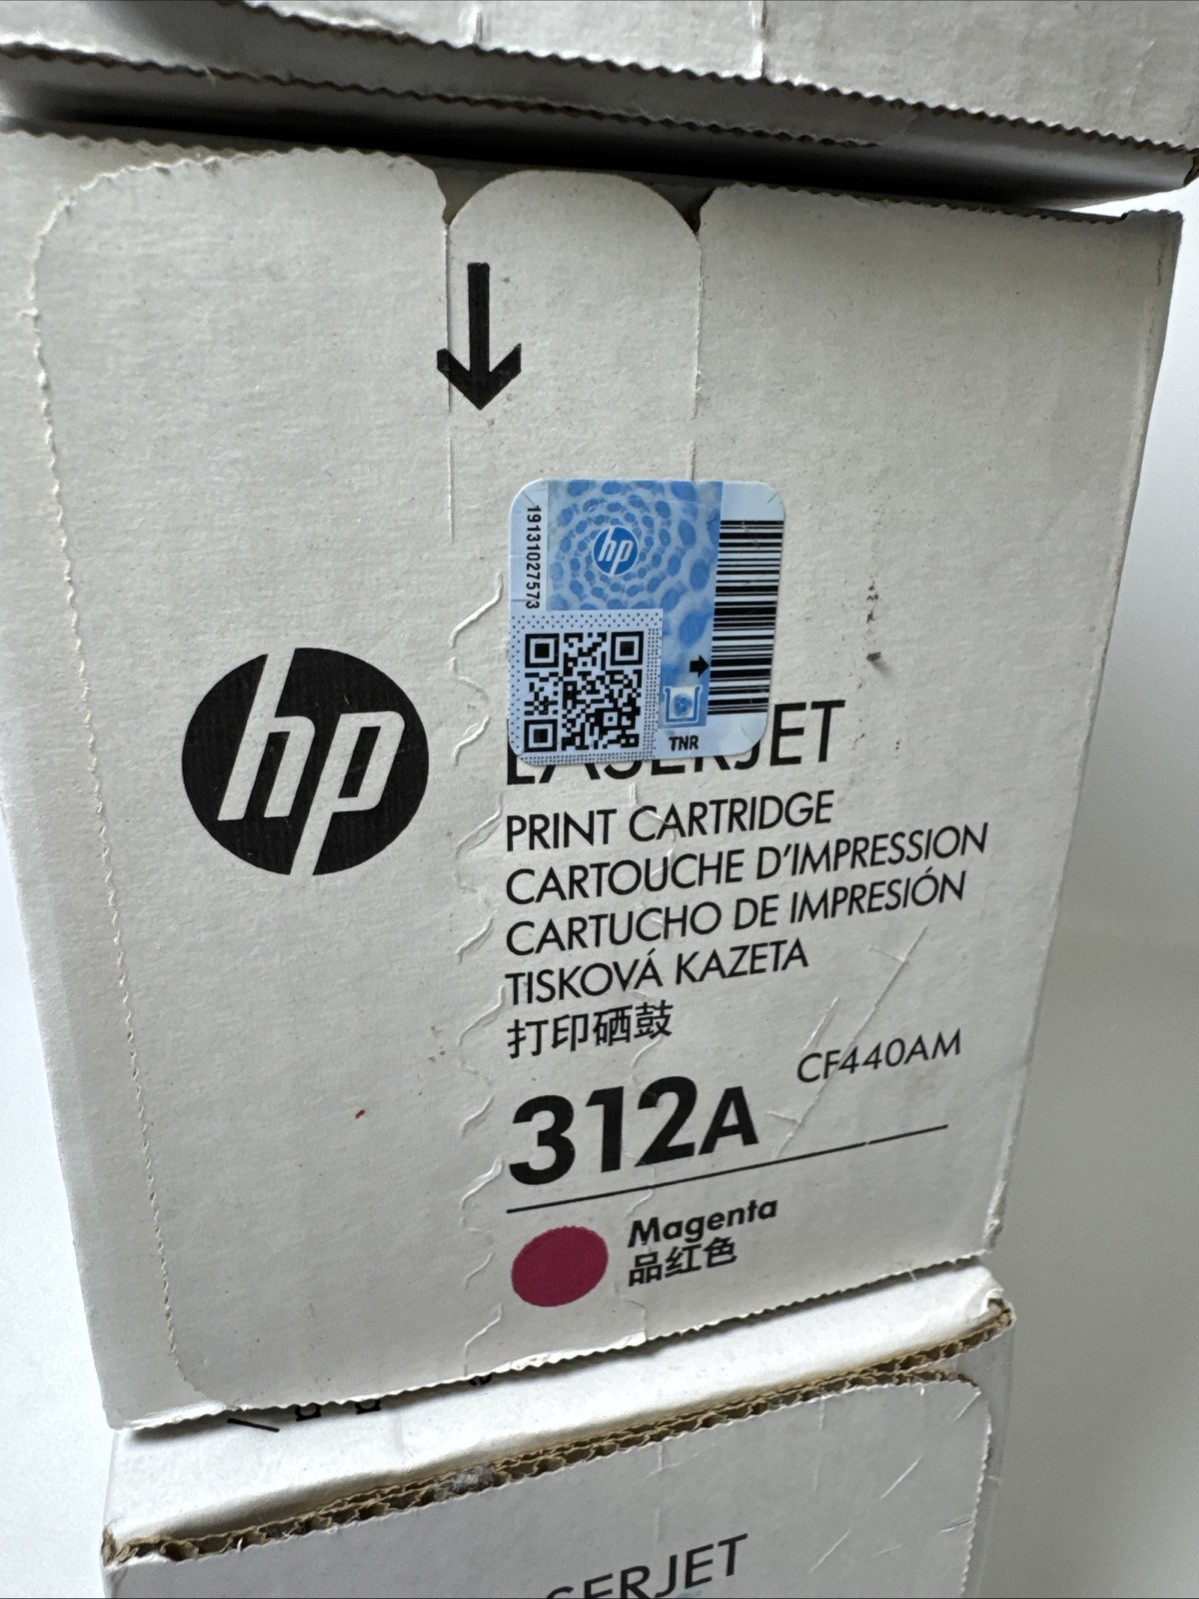 19131027573
hp
TNR
hp
LASERJET
PRINT CARTRIDGE
CARTOUCHE D'IMPRESSION
CARTUCHO DE IMPRESIÓN
TISKOVÁ KAZETA
打印硒鼓
312A
CF440AM
Magenta
品红色
SERJET